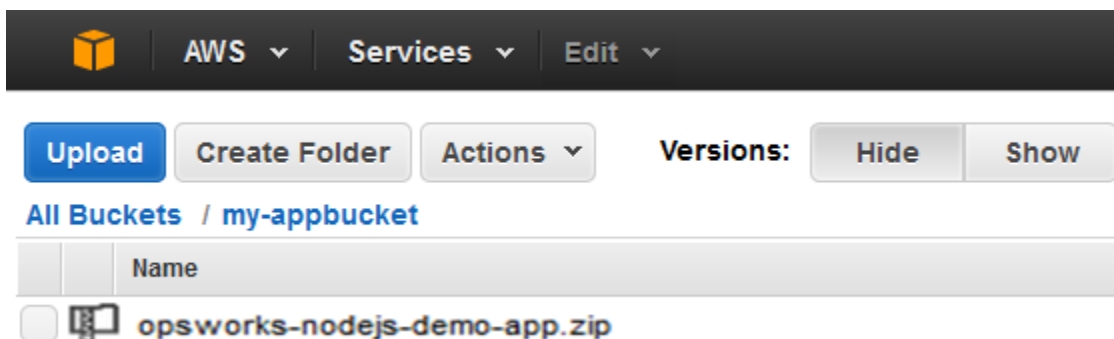 AWS Services Edit
Upload Create Folder Actions Versions: Hide Show
All Buckets / my-appbucket
Name
opsworks-nodejs-demo-app.zip